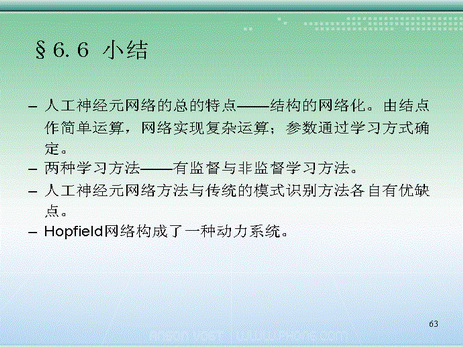 §6.6 小结
– 人工神经元网络的总的特点——结构的网络化。由结点
作简单运算，网络实现复杂运算；参数通过学习方式确
定。
– 两种学习方法——有监督与非监督学习方法。
– 人工神经元网络方法与传统的模式识别方法各自有优缺
点。
– Hopfield网络构成了一种动力系统。
63